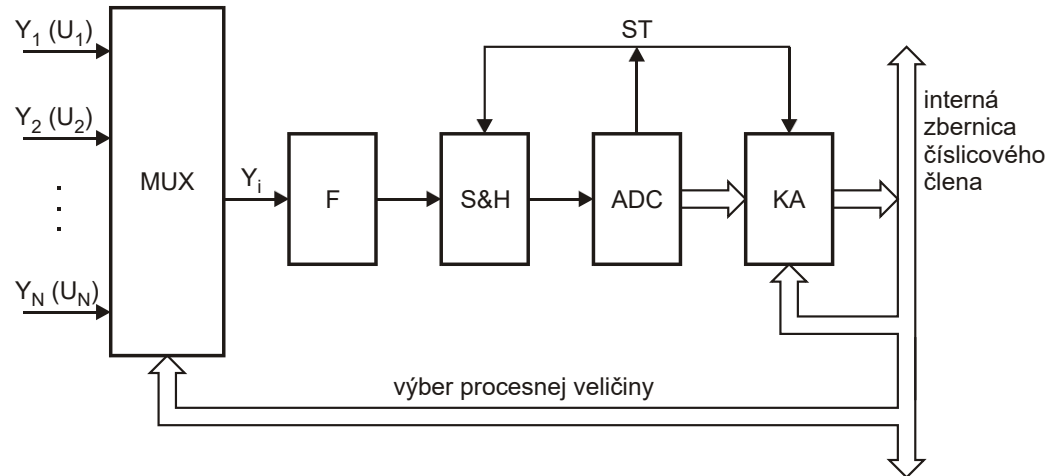 Y1 (U1)
Y2 (U2)
YN (UN)
MUX
Yi
F
S&H
ADC
KA
ST
interná
zbernica
číslicového
člena
výber procesnej veličiny